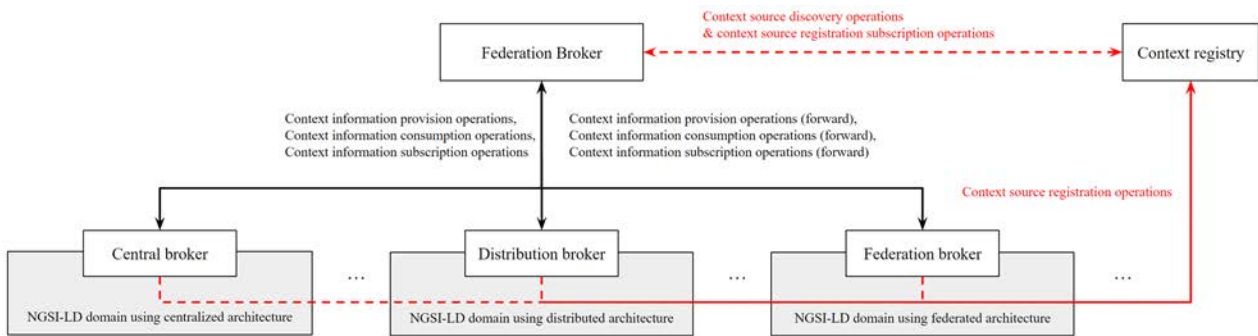 Context source discovery operations
& context source registration subscription operations
Federation Broker
Context registry
Context information provision operations,
Context information consumption operations,
Context information subscription operations
Context information provision operations (forward),
Context information consumption operations (forward),
Context information subscription operations (forward)
Context source registration operations
Central broker
Distribution broker
Federation broker
...
...
...
NGSI-LD domain using centralized architecture
NGSI-LD domain using distributed architecture
NGSI-LD domain using federated architecture